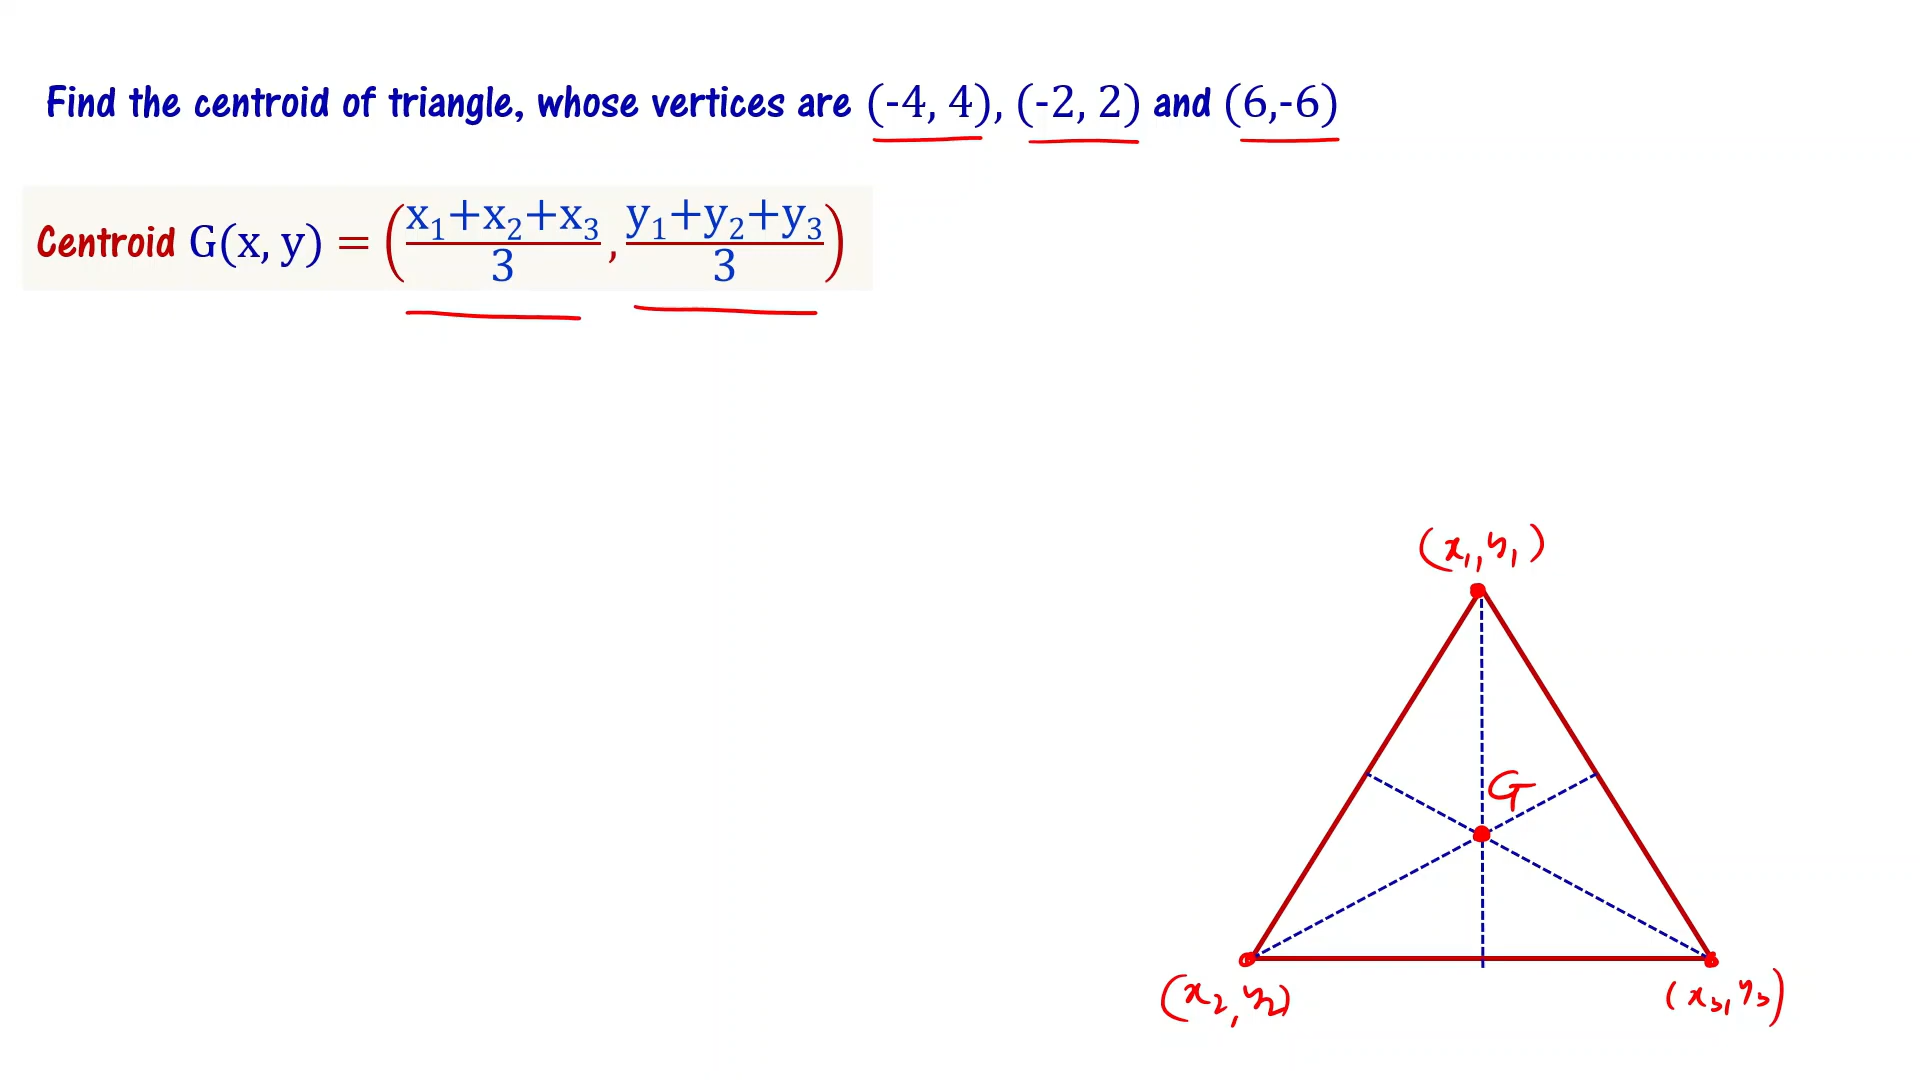 Find the centroid of triangle, whose vertices are (-4, 4), (-2, 2) and (6,-6)
Centroid G(x, y) = (x₁+x₂+x₃/3 , y₁+y₂+y₃/3)
(x₁, y₁)
G
(x₂, y₂)
(x₃, y₃)